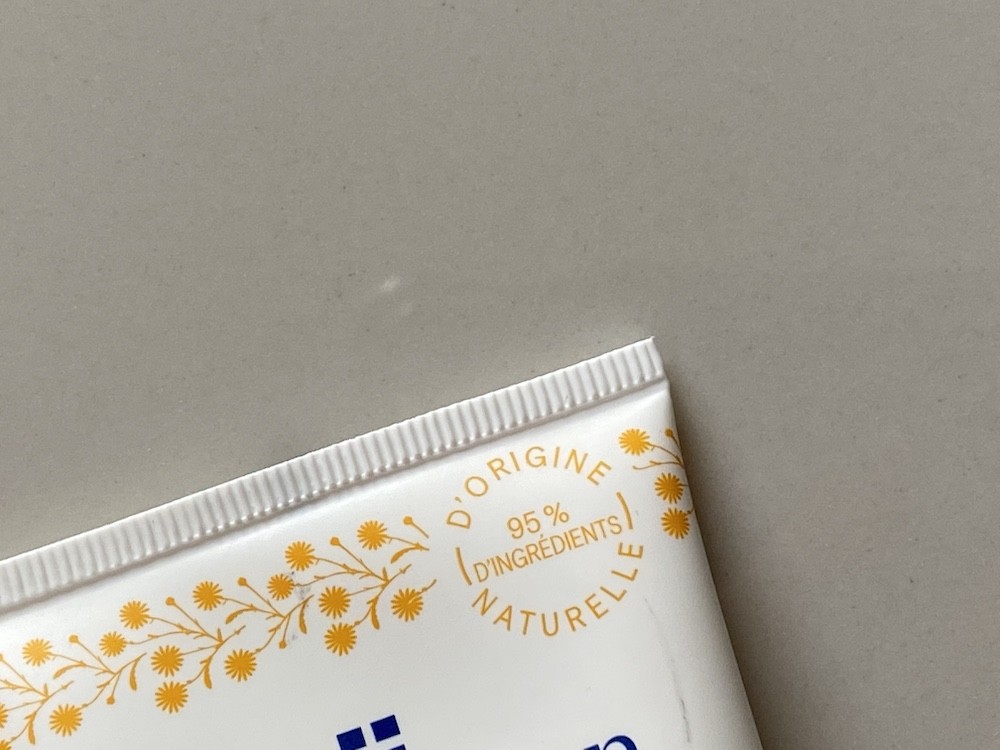 D'ORIGINE
95 %
D'INGRÉDIENTS
NATURELLE